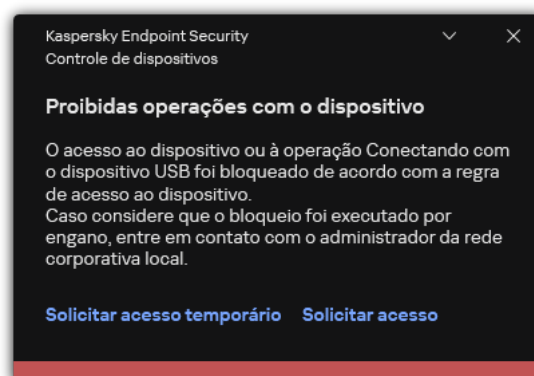 Kaspersky Endpoint Security
Controle de dispositivos
Proibidas operações com o dispositivo
O acesso ao dispositivo ou à operação Conectando com
o dispositivo USB foi bloqueado de acordo com a regra
de acesso ao dispositivo.
Caso considere que o bloqueio foi executado por
engano, entre em contato com o administrador da rede
corporativa local.
Solicitar acesso temporário Solicitar acesso